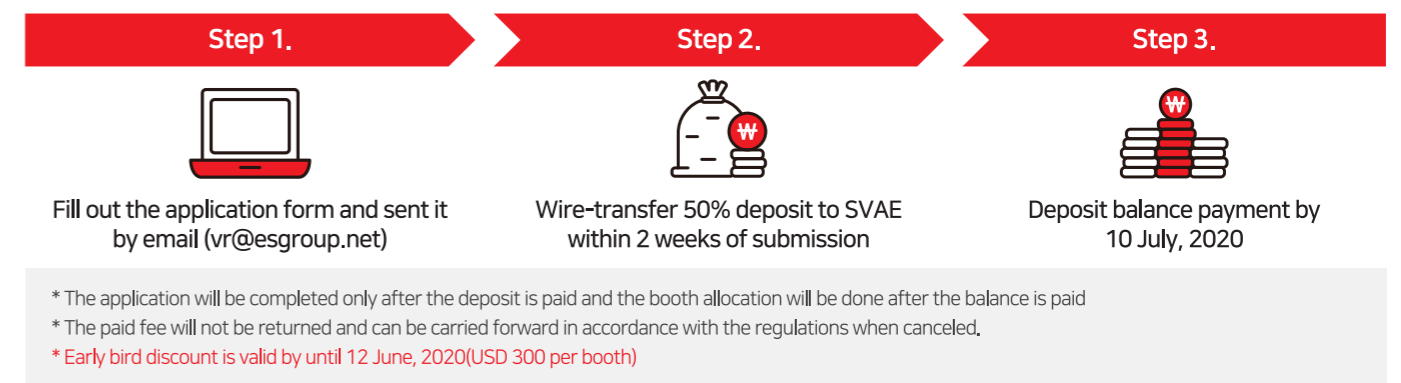 Step 1.
Step 2.
Step 3.
₩
₩
Fill out the application form and sent it
by email (vr@esgroup.net)
Wire-transfer 50% deposit to SVAE
within 2 weeks of submission
Deposit balance payment by
10 July, 2020
* The application will be completed only after the deposit is paid and the booth allocation will be done after the balance is paid
* The paid fee will not be returned and can be carried forward in accordance with the regulations when canceled.
* Early bird discount is valid by until 12 June, 2020(USD 300 per booth)